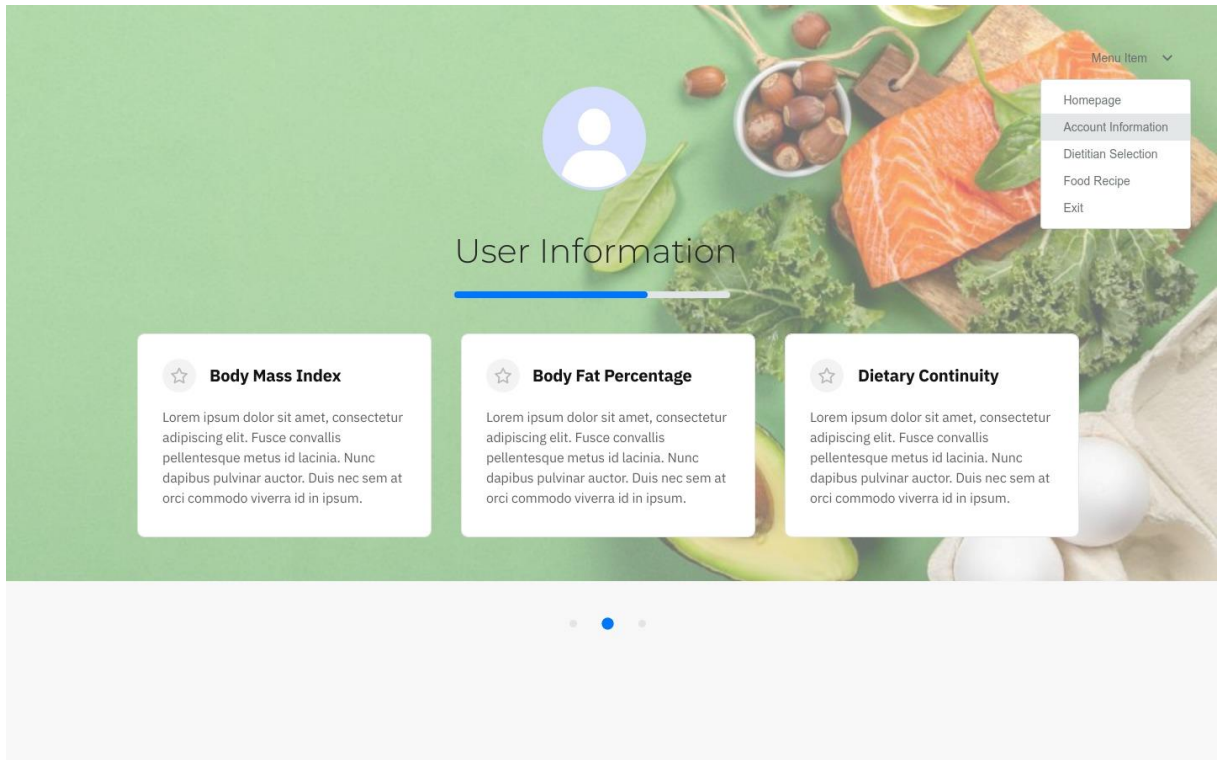 Menu Item
Homepage
Account Information
Dietitian Selection
Food Recipe
Exit
User Information
Body Mass Index
Lorem ipsum dolor sit amet, consectetur
adipiscing elit. Fusce convallis
pellentesque metus id lacinia. Nunc
dapibus pulvinar auctor. Duis nec sem at
orci commodo viverra id in ipsum.
Body Fat Percentage
Lorem ipsum dolor sit amet, consectetur
adipiscing elit. Fusce convallis
pellentesque metus id lacinia. Nunc
dapibus pulvinar auctor. Duis nec sem at
orci commodo viverra id in ipsum.
Dietary Continuity
Lorem ipsum dolor sit amet, consectetur
adipiscing elit. Fusce convallis
pellentesque metus id lacinia. Nunc
dapibus pulvinar auctor. Duis nec sem at
orci commodo viverra id in ipsum.